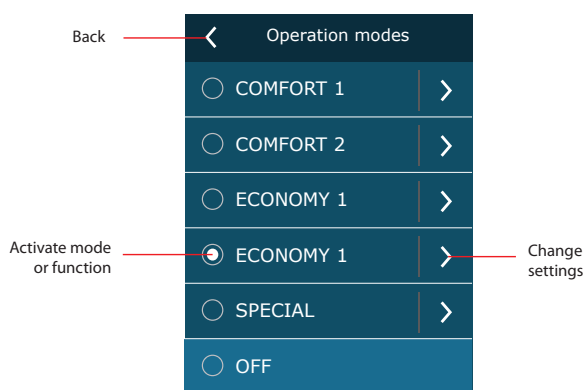 Back
Operation modes
COMFORT 1
COMFORT 2
ECONOMY 1
Activate mode
or function
ECONOMY 1
Change
settings
SPECIAL
OFF